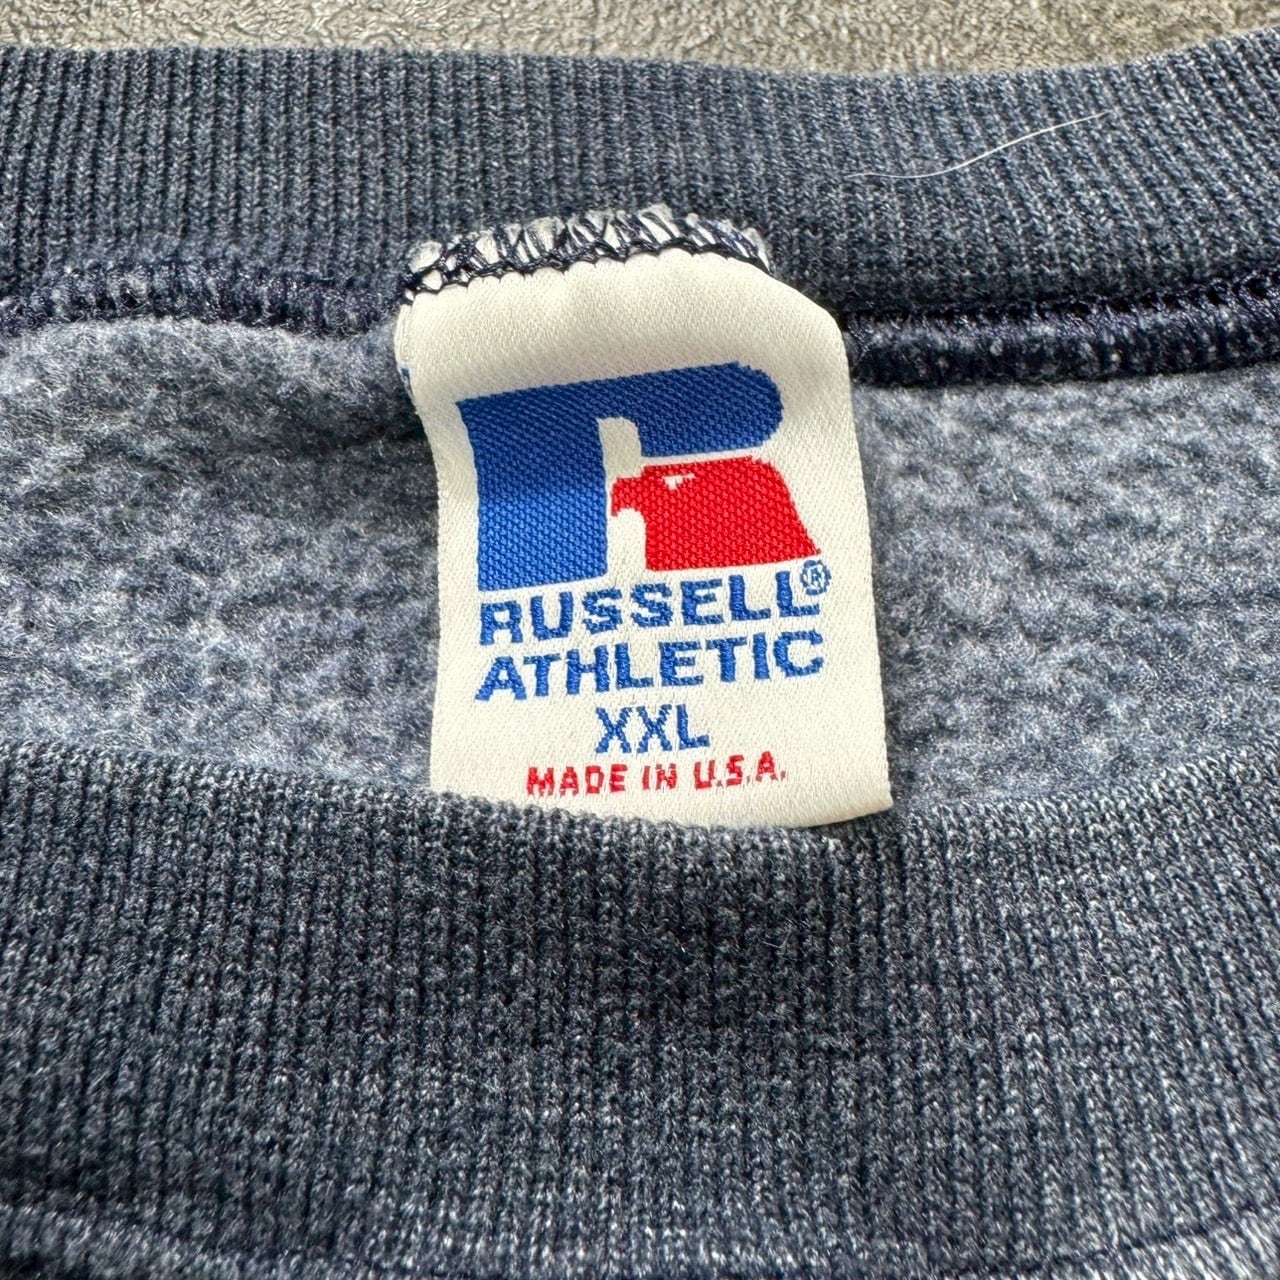 RUSSELL®
ATHLETIC
XXL
MADE IN U.S.A.